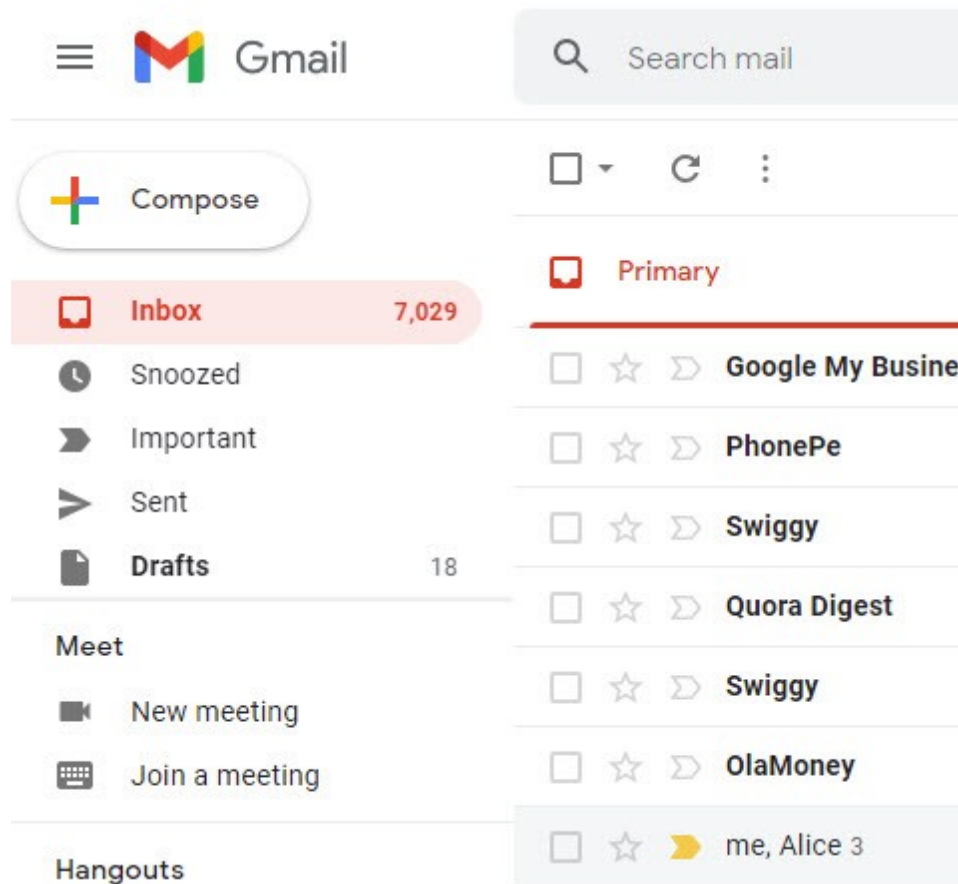 Gmail
Search mail
Compose
Inbox 7,029
Snoozed
Important
Sent
Drafts 18
Meet
New meeting
Join a meeting
Hangouts
Primary
Google My Busine
PhonePe
Swiggy
Quora Digest
Swiggy
OlaMoney
me, Alice 3